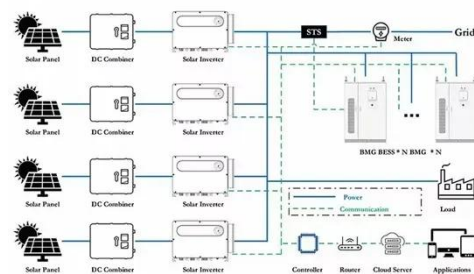 STS
Meter
Grid
Solar Panel
DC Combiner
Solar Inverter
Solar Panel
DC Combiner
Solar Inverter
BMG BESS * N BMG * N
Solar Panel
DC Combiner
Solar Inverter
Power
Communication
Load
Solar Panel
DC Combiner
Solar Inverter
Controller
Router
Cloud Server
Application